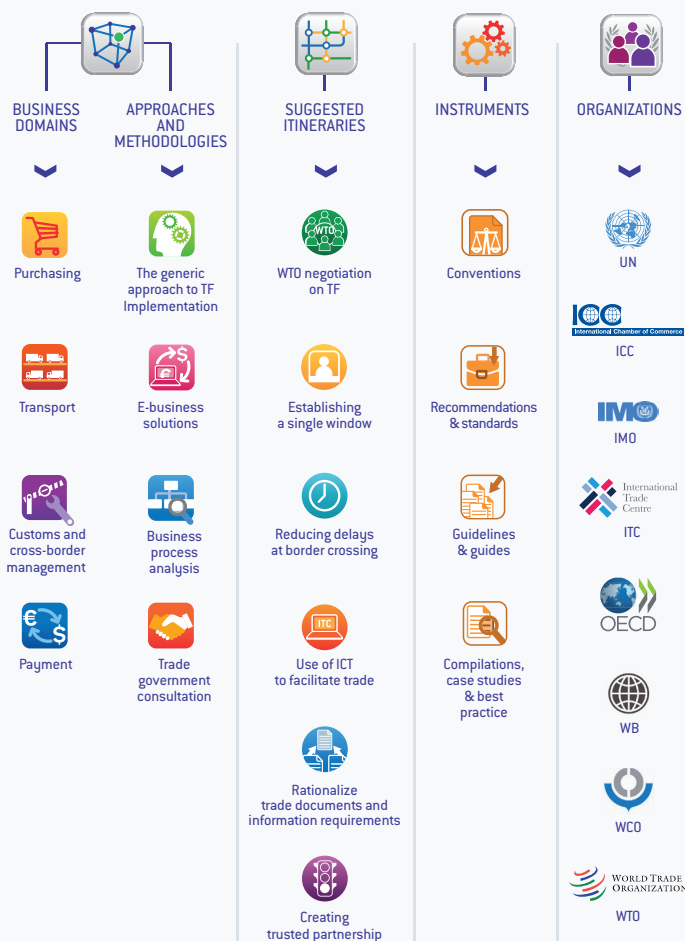 BUSINESS
DOMAINS
APPROACHES
AND
METHODOLOGIES
SUGGESTED
ITINERARIES
INSTRUMENTS
ORGANIZATIONS
Purchasing
The generic
approach to TF
Implementation
WTO
WTO negotiation
on TF
Conventions
UN
ICC
International Chamber of Commerce
ICC
Transport
E-business
solutions
Establishing
a single window
Recommendations
& standards
IMO
IMO
Customs and
cross-border
management
Business
process
analysis
Reducing delays
at border crossing
Guidelines
& guides
International
Trade
Centre
ITC
€
$
Payment
Trade
government
consultation
ITC
Use of ICT
to facilitate trade
Compilations,
case studies
& best
practice
OECD
WB
Rationalize
trade documents and
information requirements
WCO
Creating
trusted partnership
WORLD TRADE
ORGANIZATION
WTO